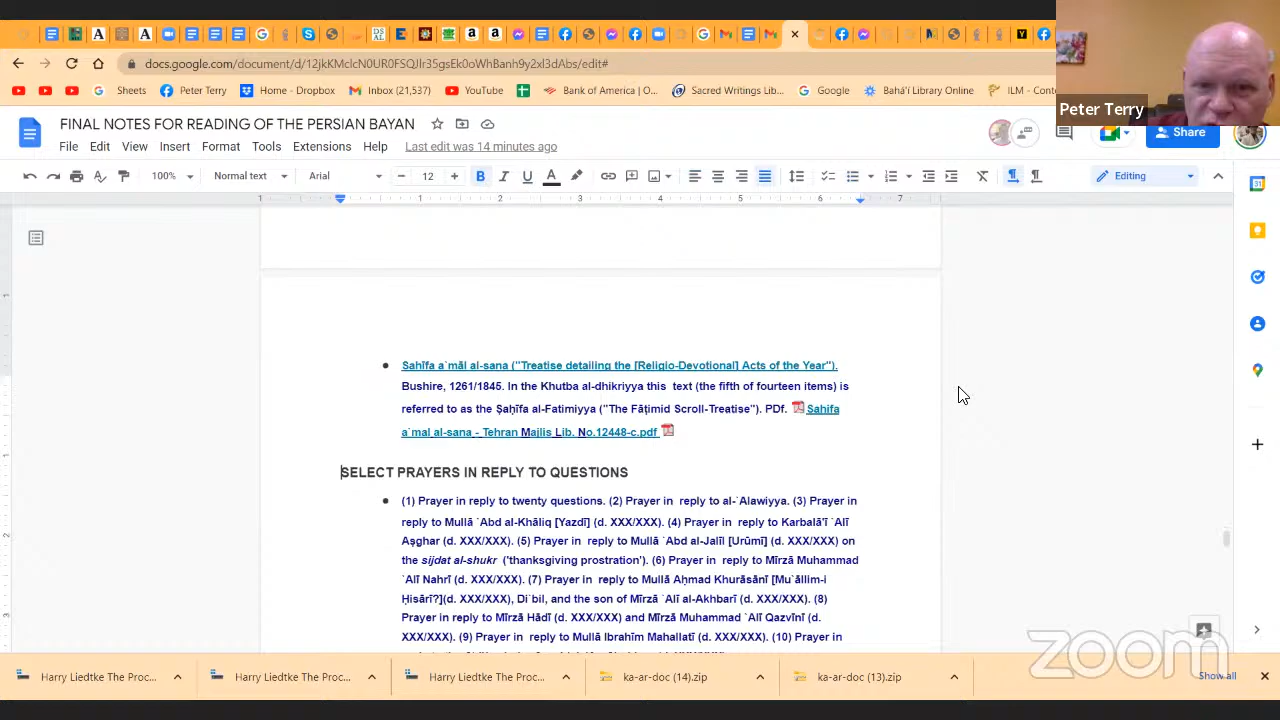 docs.google.com/document/d/12jkKMclcN0UR0FSQJlr35gsEk0oWhBanh9y2xl3dAbs/edit#
Sheets Peter Terry Home - Dropbox Inbox (21,537) YouTube Bank of America | O... Sacred Writings Lib... Google Bahá'í Library Online ILM - Contend
Peter Terry
FINAL NOTES FOR READING OF THE PERSIAN BAYAN
Share
File Edit View Insert Format Tools Extensions Help Last edit was 14 minutes ago
100% Normal text Arial 12 Editing
1 1 2 3 4 5 6 7
Sahīfa a`māl al-sana ("Treatise detailing the [Religio-Devotional] Acts of the Year").
Bushire, 1261/1845. In the Khutba al-dhikriyya this text (the fifth of fourteen items) is
referred to as the Ṣaḥīfa al-Fatimiyya ("The Fāṭimid Scroll-Treatise"). PDf. Sahifa
a`mal al-sana - Tehran Majlis Lib. No.12448-c.pdf
SELECT PRAYERS IN REPLY TO QUESTIONS
(1) Prayer in reply to twenty questions. (2) Prayer in reply to al-`Alawiyya. (3) Prayer in
reply to Mullā `Abd al-Khāliq [Yazdī] (d. XXX/XXX). (4) Prayer in reply to Karbalā'ī `Alī
Aşghar (d. XXX/XXX). (5) Prayer in reply to Mullā `Abd al-Jalīl [Urūmī] (d. XXX/XXX) on
the sijdat al-shukr ('thanksgiving prostration'). (6) Prayer in reply to Mīrzā Muhammad
`Alī Nahrī (d. XXX/XXX). (7) Prayer in reply to Mullā Aḥmad Khurāsānī [Mu`āllim-i
Ḥisārī?](d. XXX/XXX), Di`bil, and the son of Mīrzā `Alī al-Akhbarī (d. XXX/XXX). (8)
Prayer in reply to Mīrzā Hādī (d. XXX/XXX) and Mīrzā Muhammad `Alī Qazvīnī (d.
XXX/XXX). (9) Prayer in reply to Mullā Ibrahīm Mahallatī (d. XXX/XXX). (10) Prayer in
zoom
Harry Liedtke The Proc... Harry Liedtke The Proc... Harry Liedtke The Proc... ka-ar-doc (14).zip ka-ar-doc (13).zip Show all